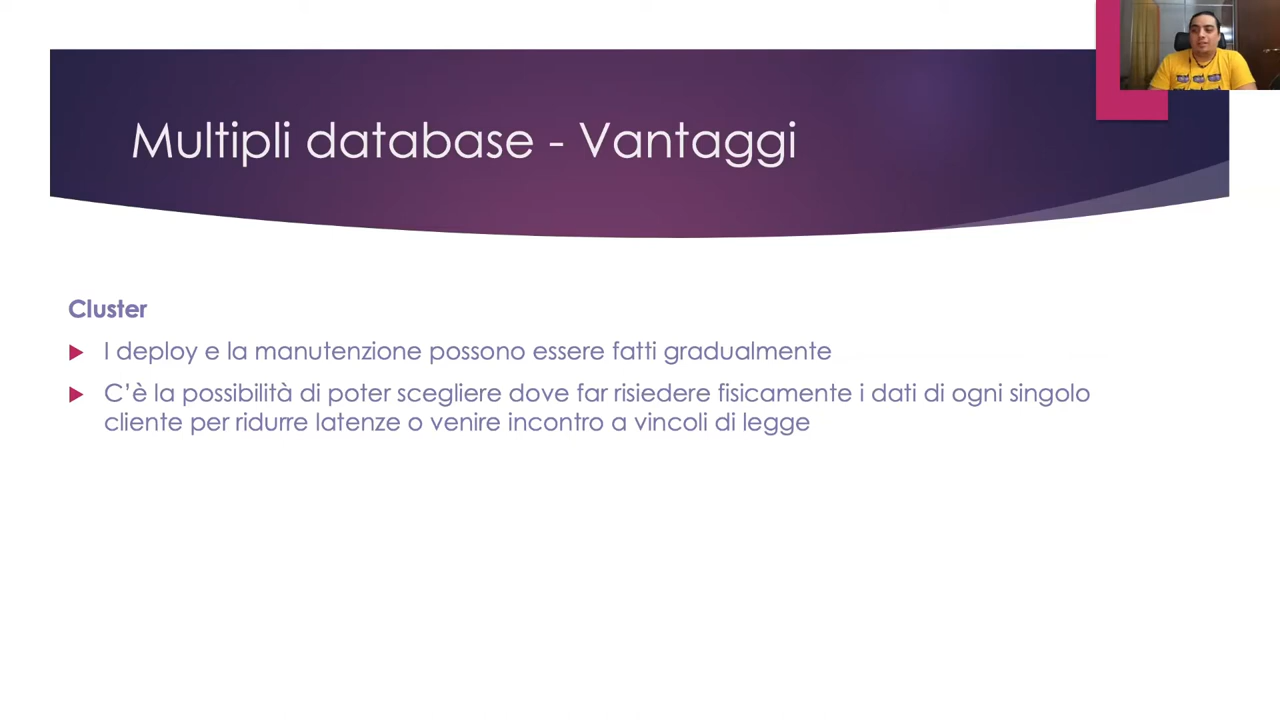 Multipli database - Vantaggi
Cluster
I deploy e la manutenzione possono essere fatti gradualmente
C'è la possibilità di poter scegliere dove far risiedere fisicamente i dati di ogni singolo
cliente per ridurre latenze o venire incontro a vincoli di legge